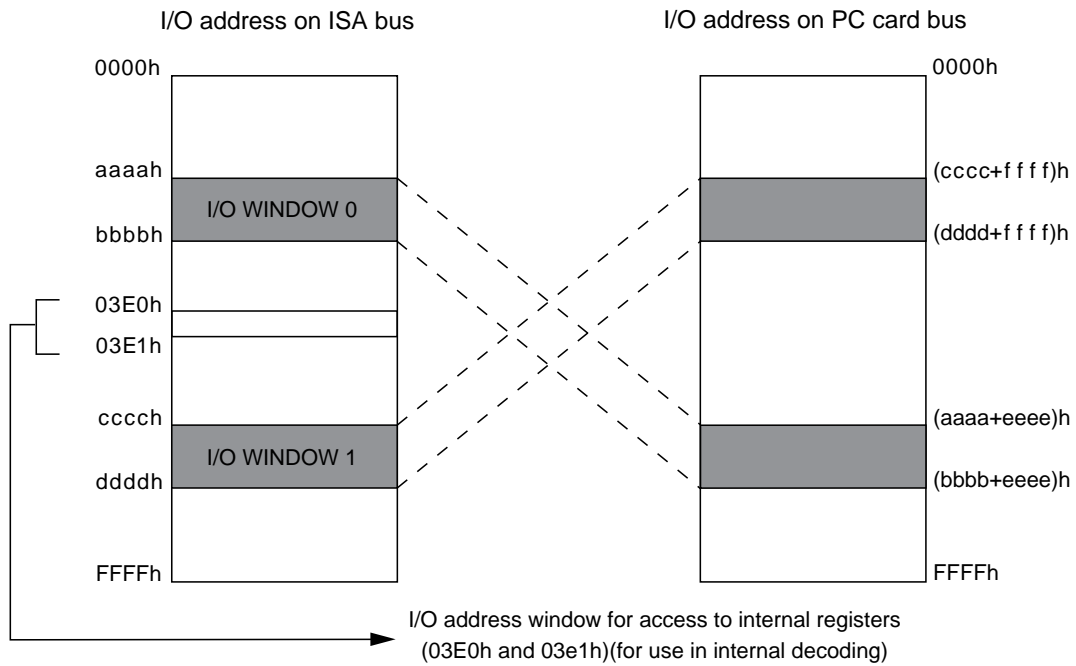 I/O address on ISA bus
I/O address on PC card bus
0000h
0000h
aaaah
(cccc+ffff)h
I/O WINDOW 0
bbbbh
(dddd+ffff)h
03E0h
03E1h
cccch
(aaaa+eeee)h
I/O WINDOW 1
ddddh
(bbbb+eeee)h
FFFFh
FFFFh
I/O address window for access to internal registers
(03E0h and 03e1h)(for use in internal decoding)